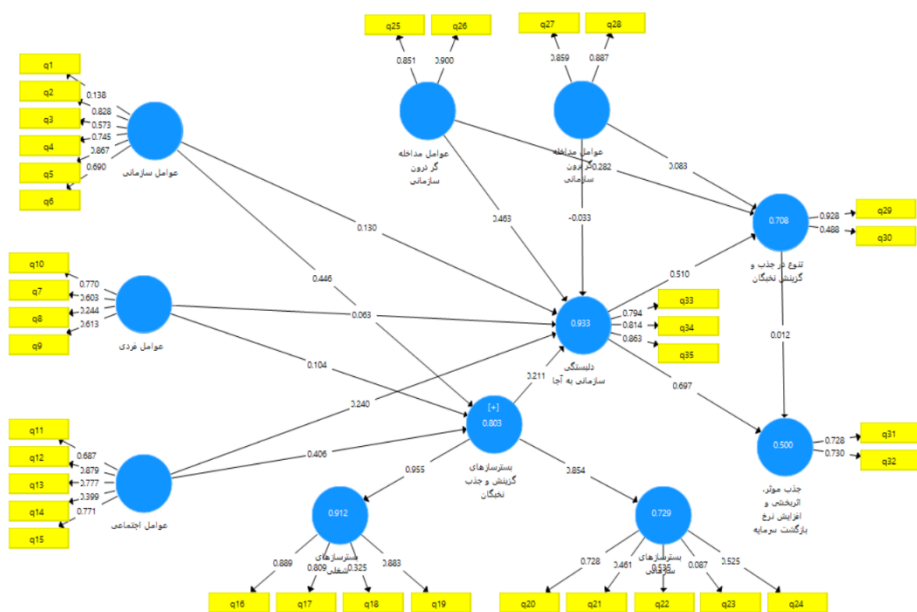 q25
q26
q27
q28
0.851
0.900
0.859
0.887
q1
q2
q3
q4
q5
q6
0.138
0.828
0.573
0.745
0.867
0.690
عوامل سازمانی
عوامل مداخله
گر درون
سازمانی
عوامل مداخله
گر درون
سازمانی
0.282
0.083
0.463
-0.033
0.130
0.446
0.708
0.928
0.488
q29
q30
تنوع در جذب و
گزینش نخبگان
0.510
q10
q7
q8
q9
0.770
0.603
0.244
0.613
عوامل فردی
0.063
0.104
0.933
0.794
0.814
0.863
q33
q34
q35
دلبستگی
سازمانی به آجا
0.012
0.697
0.240
0.211
[+]
0.803
بسترسازهای
گزینش و جذب
نخبگان
0.406
q11
q12
q13
q14
q15
0.687
0.879
0.777
0.399
0.771
عوامل اجتماعی
0.500
0.728
0.730
q31
q32
جذب موثر،
اثربخشی و
افزایش نرخ
بازگشت سرمایه
0.955
0.854
0.912
بسترسازهای
شغلی
0.889
0.809
0.325
0.883
q16
q17
q18
q19
0.729
بسترسازهای
سازمانی
0.728
0.461
0.535
0.087
0.525
q20
q21
q22
q23
q24